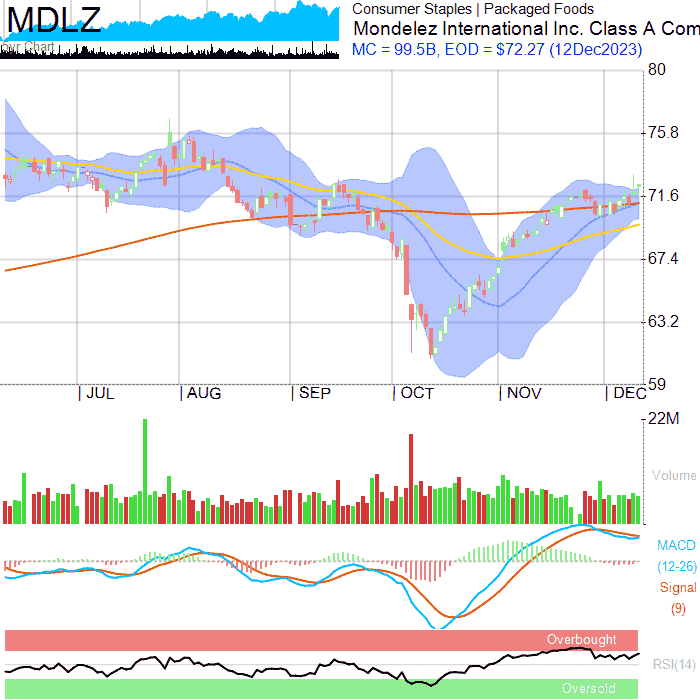 MDLZ
Consumer Staples | Packaged Foods
Mondelez International Inc. Class A Com
MC = 99.5B, EOD = $72.27 (12Dec2023)
Chart
80
75.8
71.6
67.4
63.2
59
JUL
AUG
SEP
OCT
NOV
DEC
22M
Volume
MACD
(12-26)
Signal
(9)
Overbought
RSI(14)
Oversold